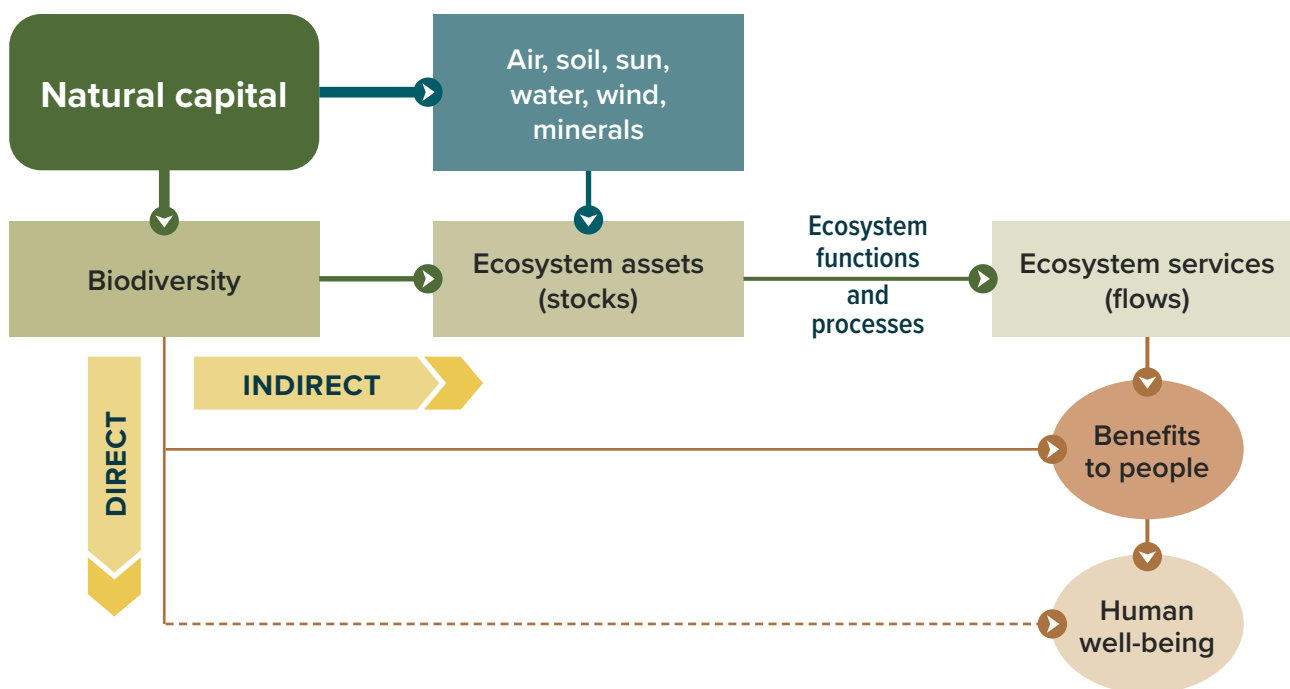 Natural capital
Air, soil, sun,
water, wind,
minerals
Biodiversity
Ecosystem assets
(stocks)
Ecosystem
functions
and
processes
Ecosystem services
(flows)
INDIRECT
DIRECT
Benefits
to people
Human
well-being